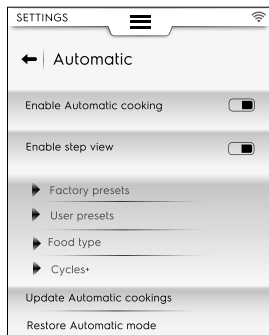 SETTINGS
Automatic
Enable Automatic cooking
Enable step view
Factory presets
User presets
Food type
Cycles+
Update Automatic cookings
Restore Automatic mode